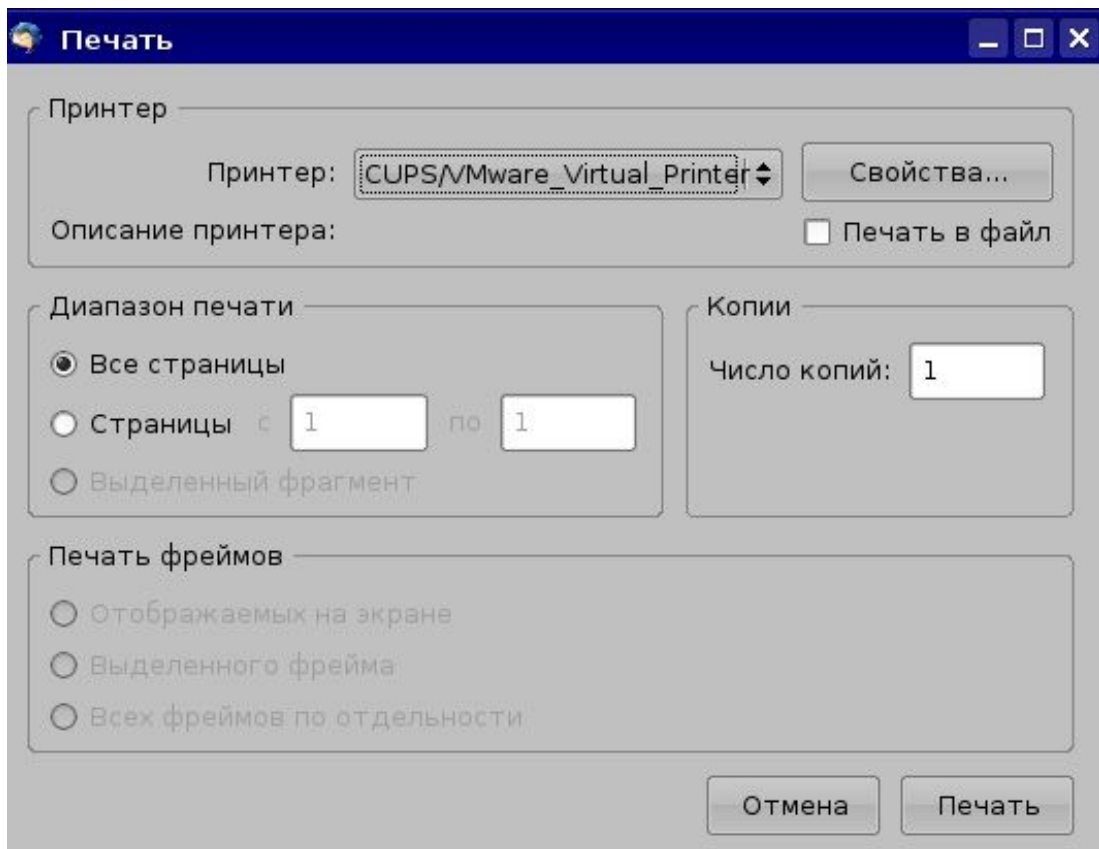 Печать
Принтер
Принтер: CUPS/VMware_Virtual_Printer Свойства...
Описание принтера: Печать в файл
Диапазон печати
Все страницы
Страницы с 1 по 1
Выделенный фрагмент
Копии
Число копий: 1
Печать фреймов
Отображаемых на экране
Выделенного фрейма
Всех фреймов по отдельности
Отмена Печать